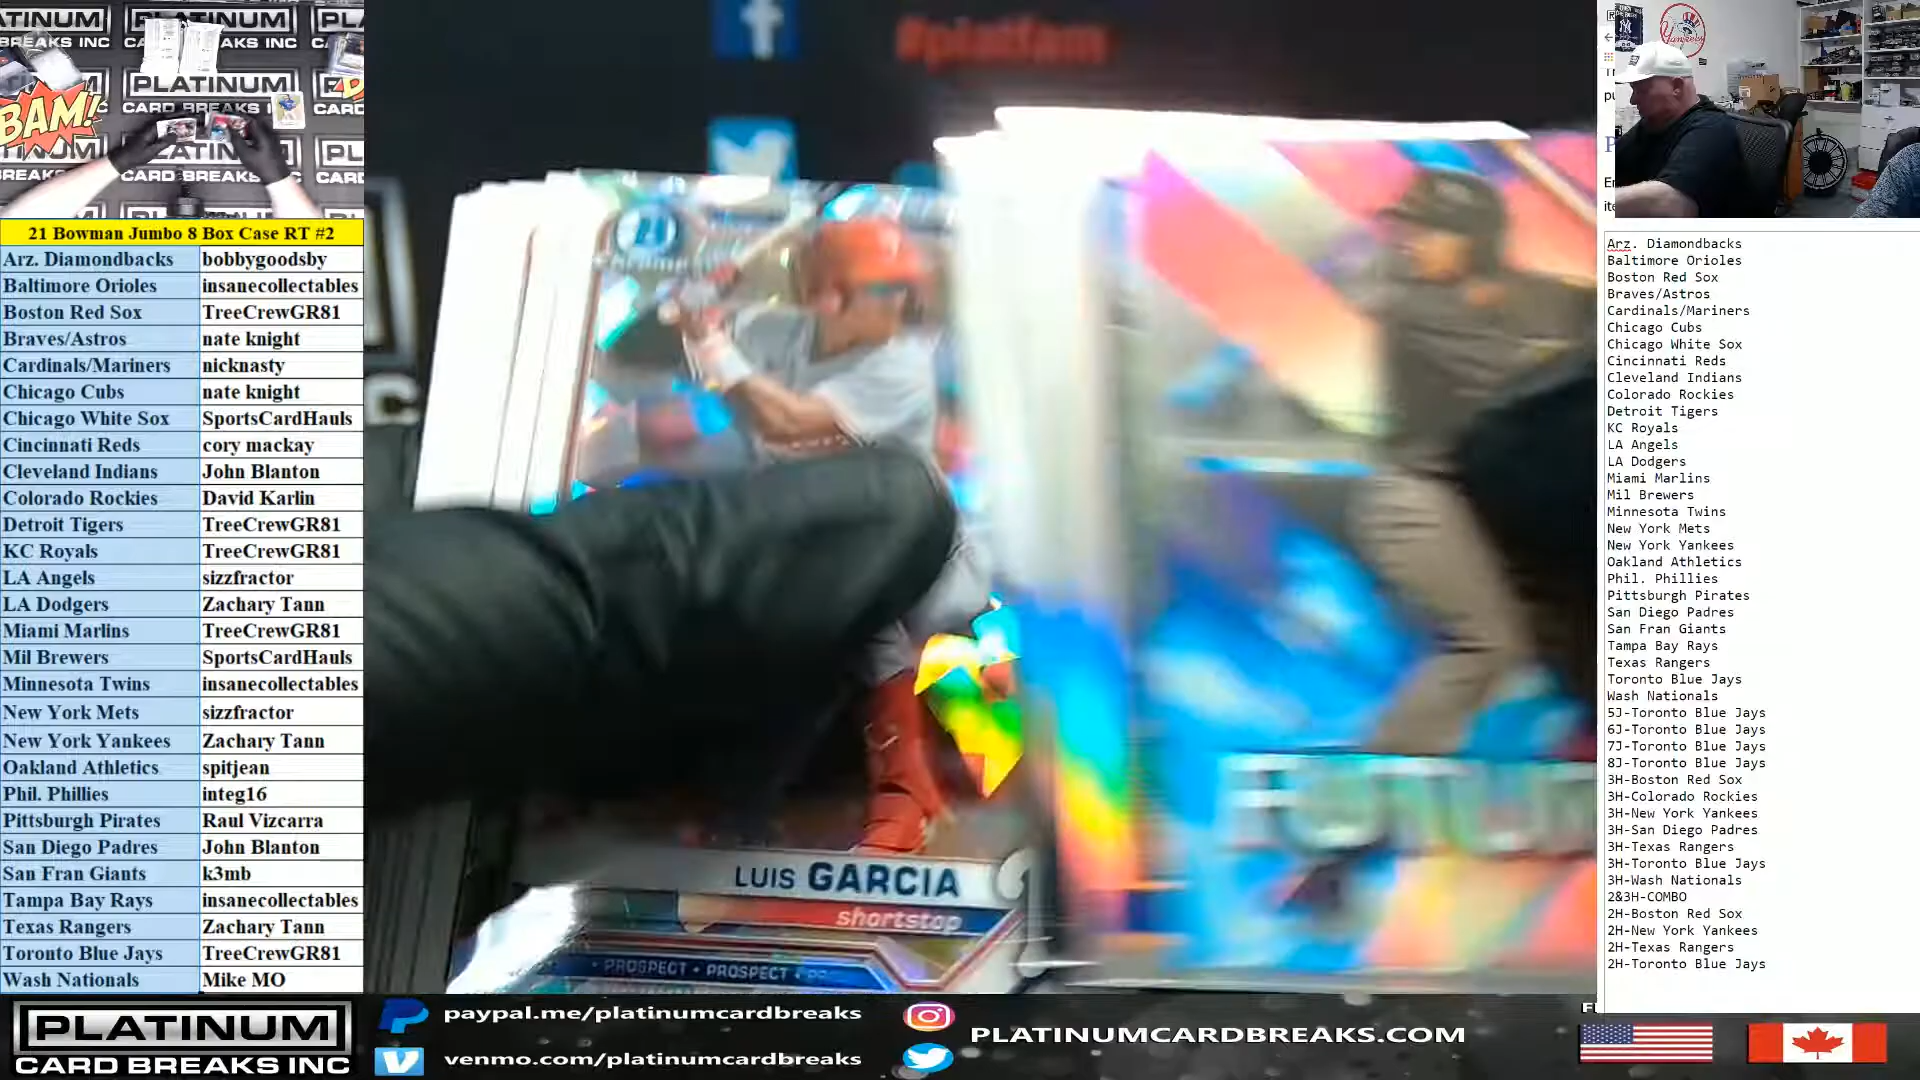 PLATINUM
CARD BREAKS INC
BAM!
21 Bowman Jumbo 8 Box Case RT #2
Arz. Diamondbacks bobbygoodsby
Baltimore Orioles insanecollectables
Boston Red Sox TreeCrewGR81
Braves/Astros nate knight
Cardinals/Mariners nicknasty
Chicago Cubs nate knight
Chicago White Sox SportsCardHauls
Cincinnati Reds cory mackay
Cleveland Indians John Blanton
Colorado Rockies David Karlin
Detroit Tigers TreeCrewGR81
KC Royals TreeCrewGR81
LA Angels sizzfractor
LA Dodgers Zachary Tann
Miami Marlins TreeCrewGR81
Mil Brewers SportsCardHauls
Minnesota Twins insanecollectables
New York Mets sizzfractor
New York Yankees Zachary Tann
Oakland Athletics spitjean
Phil. Phillies integ16
Pittsburgh Pirates Raul Vizcarra
San Diego Padres John Blanton
San Fran Giants k3mb
Tampa Bay Rays insanecollectables
Texas Rangers Zachary Tann
Toronto Blue Jays TreeCrewGR81
Wash Nationals Mike MO
#platfam
LUIS GARCIA
shortstop
PROSPECT • PROSPECT
Yankees
Arz. Diamondbacks
Baltimore Orioles
Boston Red Sox
Braves/Astros
Cardinals/Mariners
Chicago Cubs
Chicago White Sox
Cincinnati Reds
Cleveland Indians
Colorado Rockies
Detroit Tigers
KC Royals
LA Angels
LA Dodgers
Miami Marlins
Mil Brewers
Minnesota Twins
New York Mets
New York Yankees
Oakland Athletics
Phil. Phillies
Pittsburgh Pirates
San Diego Padres
San Fran Giants
Tampa Bay Rays
Texas Rangers
Toronto Blue Jays
Wash Nationals
5J-Toronto Blue Jays
6J-Toronto Blue Jays
7J-Toronto Blue Jays
8J-Toronto Blue Jays
3H-Boston Red Sox
3H-Colorado Rockies
3H-New York Yankees
3H-San Diego Padres
3H-Texas Rangers
3H-Toronto Blue Jays
3H-Wash Nationals
2&3H-COMBO
2H-Boston Red Sox
2H-New York Yankees
2H-Texas Rangers
2H-Toronto Blue Jays
PLATINUM
CARD BREAKS INC
paypal.me/platinumcardbreaks
venmo.com/platinumcardbreaks
PLATINUMCARDBREAKS.COM